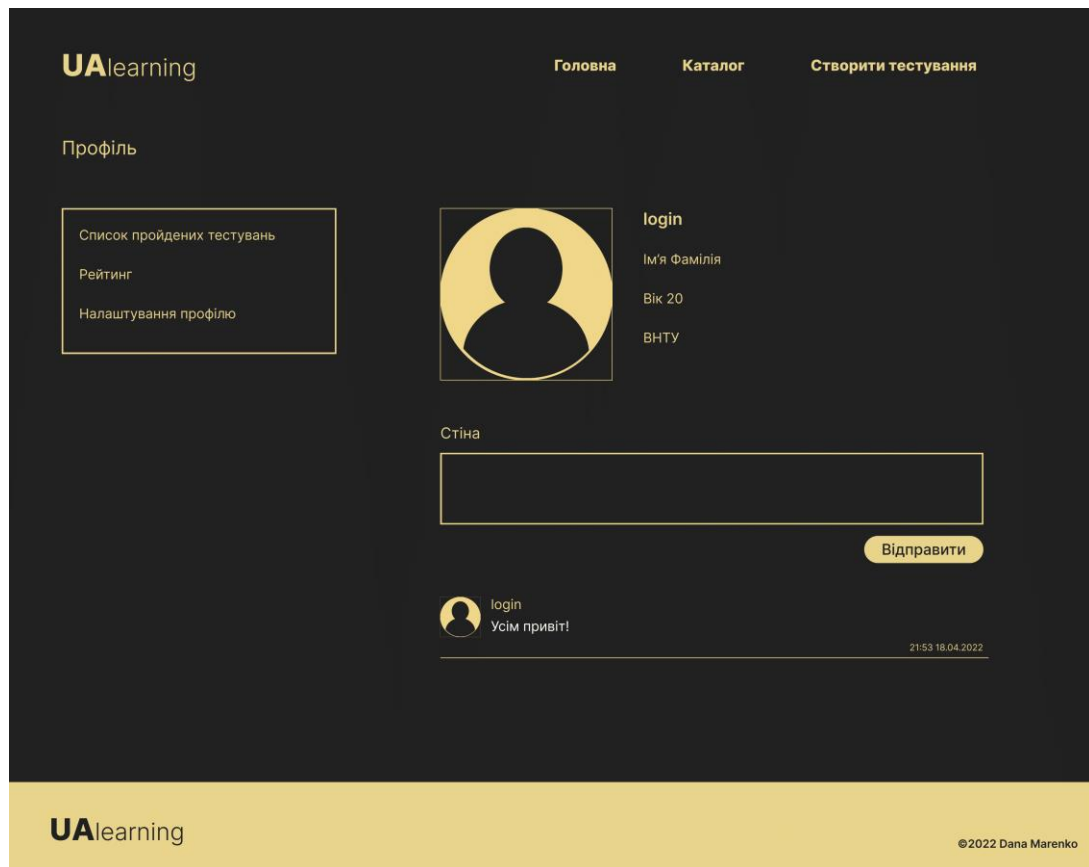 UAlearning
Головна Каталог Створити тестування
Профіль
Список пройдених тестувань
Рейтинг
Налаштування профілю
login
Ім'я Фамілія
Вік 20
ВНТУ
Стіна
Відправити
login
Усім привіт!
21:53 18.04.2022
UAlearning
©2022 Dana Marenko